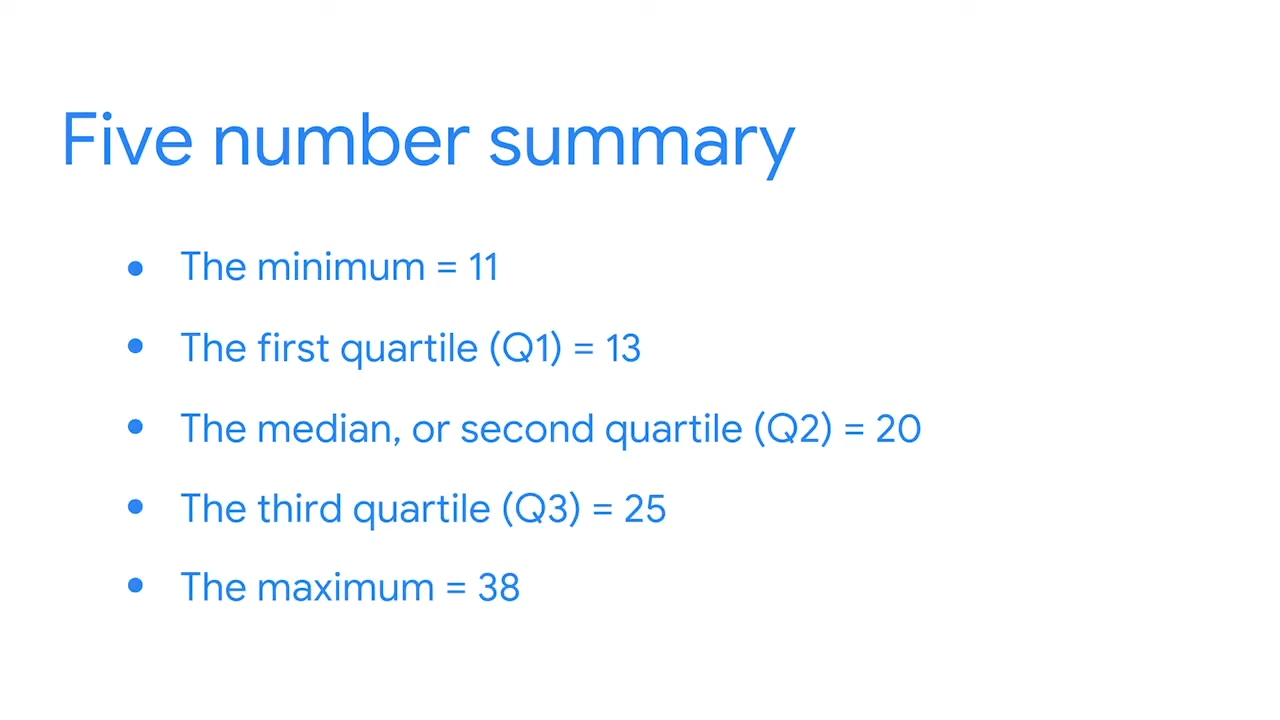 Five number summary
• The minimum = 11
• The first quartile (Q1) = 13
• The median, or second quartile (Q2) = 20
• The third quartile (Q3) = 25
• The maximum = 38